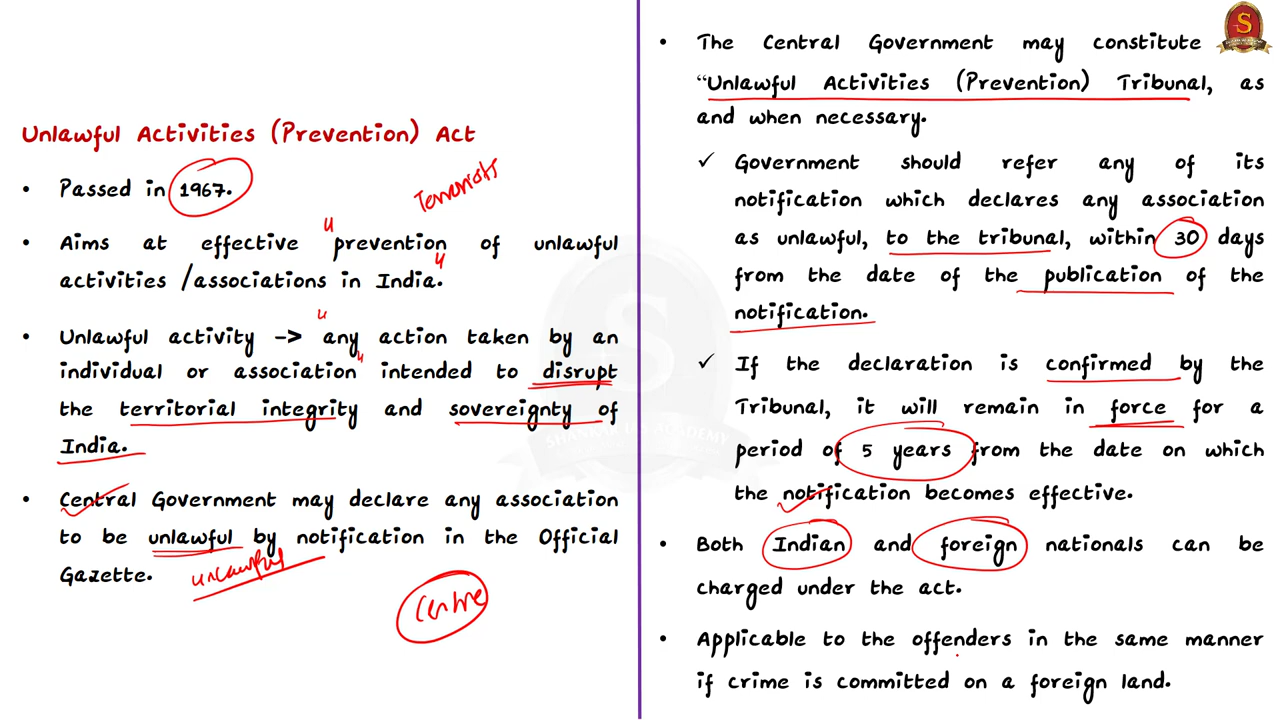 Unlawful Activities (Prevention) Act
• Passed in 1967.
Terrorists
• Aims at effective prevention of unlawful
activities /associations in India.
• Unlawful activity -> any action taken by an
individual or association intended to disrupt
the territorial integrity and sovereignty of
India.
• Central Government may declare any association
to be unlawful by notification in the Official
Gazette.
unlawful
Centre
• The Central Government may constitute
“Unlawful Activities (Prevention) Tribunal, as
and when necessary.
✓ Government should refer any of its
notification which declares any association
as unlawful, to the tribunal, within 30 days
from the date of the publication of the
notification.
✓ If the declaration is confirmed by the
Tribunal, it will remain in force for a
period of 5 years from the date on which
the notification becomes effective.
• Both Indian and foreign nationals can be
charged under the act.
• Applicable to the offenders in the same manner
if crime is committed on a foreign land.
S
SHANKAR IAS ACADEMY